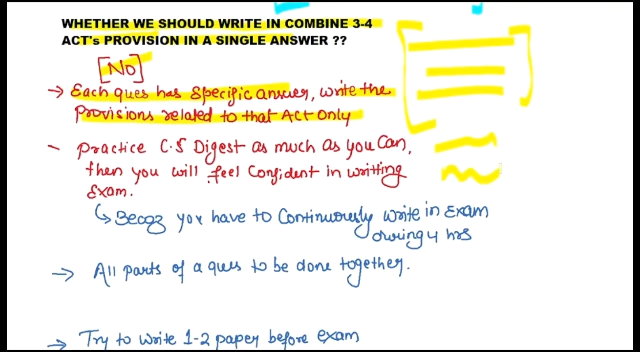 WHETHER WE SHOULD WRITE IN COMBINE 3-4
ACT's PROVISION IN A SINGLE ANSWER ??
[No]
→ Each ques has specific answer, write the
Provisions related to that Act Only
- Practice C.S Digest as much as you can,
then you will feel Confident in writting
Exam.
↳ Becoz you have to Continuously write in Exam
during 4 hrs
→ All parts of a ques to be done together.
→ Try to write 1-2 paper before exam